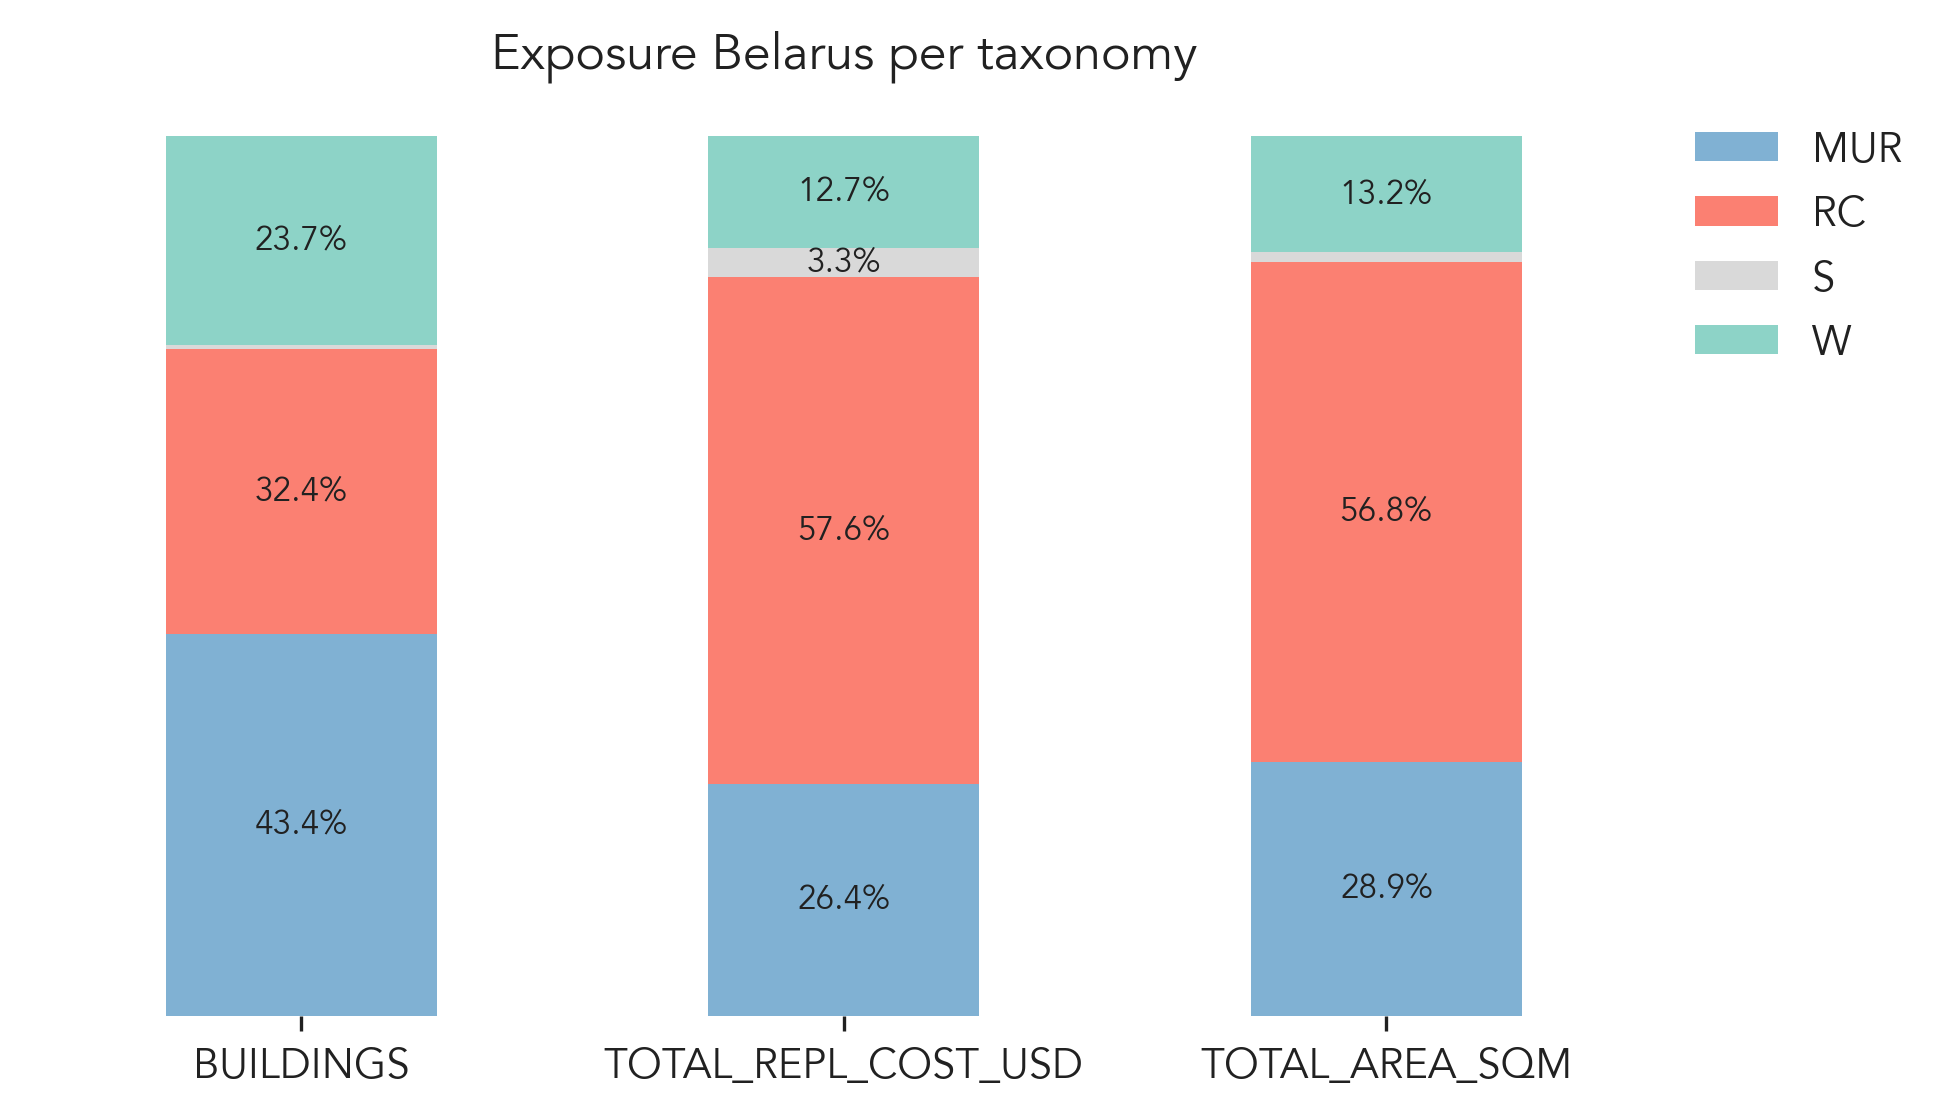 Exposure Belarus per taxonomy
MUR
RC
S
W
23.7%
32.4%
43.4%
12.7%
3.3%
57.6%
26.4%
13.2%
56.8%
28.9%
BUILDINGS
TOTAL_REPL_COST_USD
TOTAL_AREA_SQM